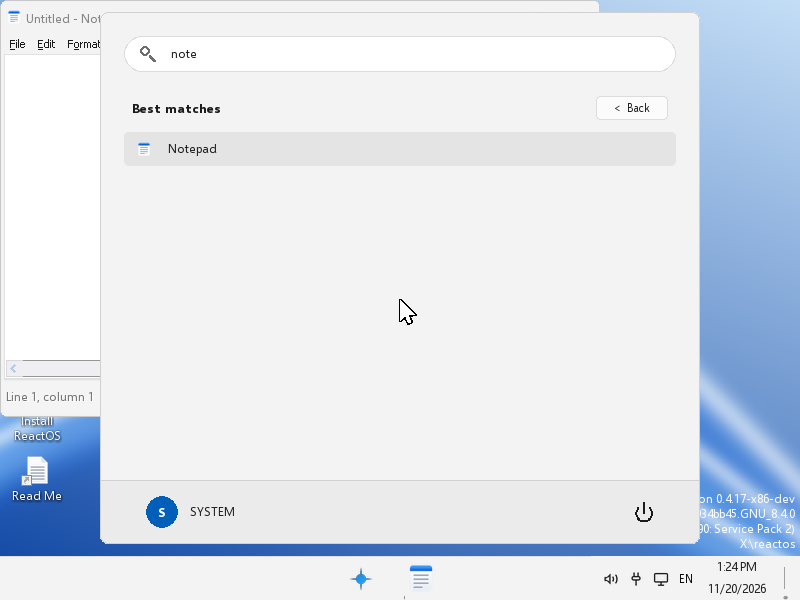 Untitled - Not
File Edit Format
note
Best matches
< Back
Notepad
Line 1, column 1
Install
ReactOS
Read Me
S SYSTEM
on 0.4.17-x86-dev
934bb45.GNU_8.4.0
90: Service Pack 2)
X:\reactos
EN
1:24 PM
11/20/2026